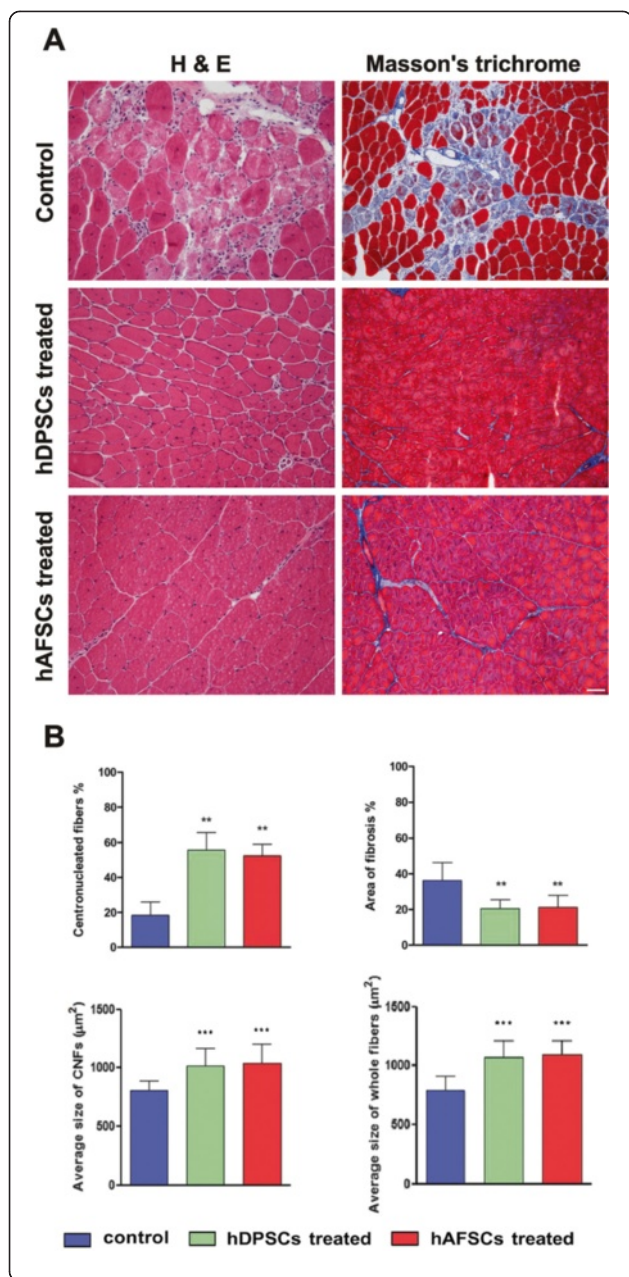 A
H & E
Masson's trichrome
Control
hDPSCs treated
hAFSCs treated
B
Centronucleated fibers %
100
80
60
40
20
0
**
**
Area of fibrosis %
100
80
60
40
20
0
**
**
Average size of CNFs (µm²)
1500
1000
500
0
***
***
Average size of whole fibers (µm²)
1500
1000
500
0
***
***
control
hDPSCs treated
hAFSCs treated